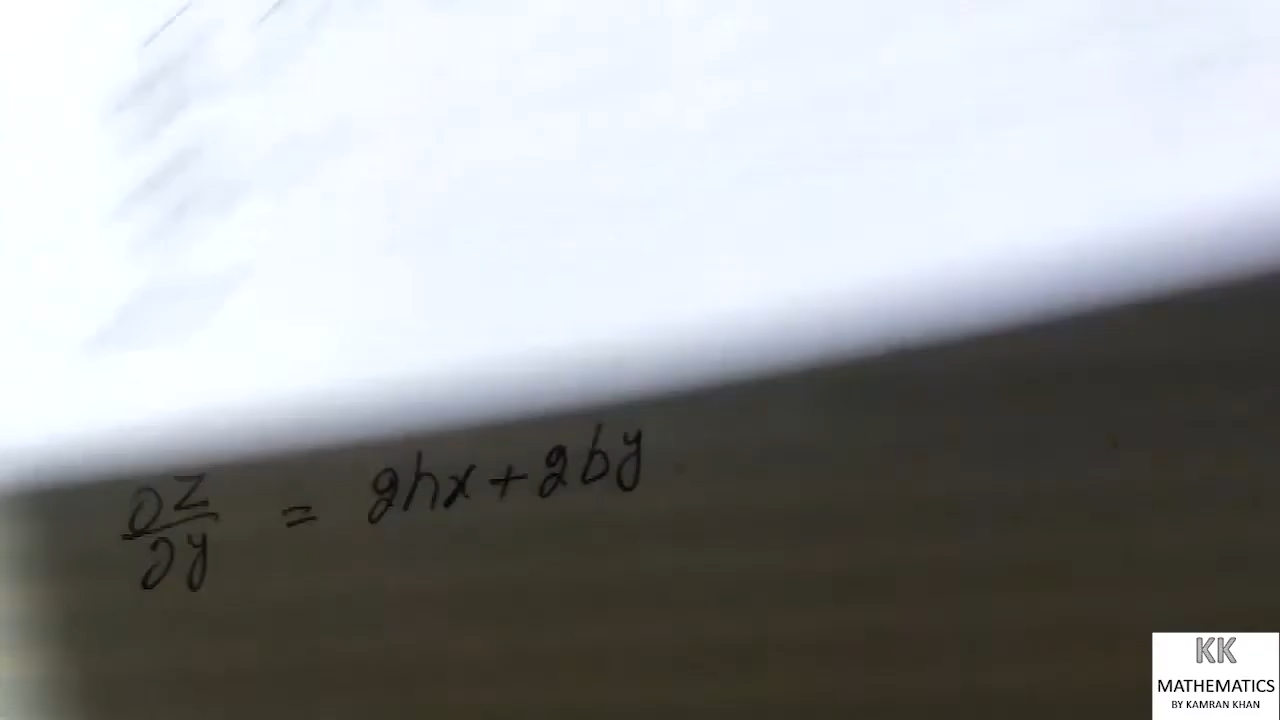 ∂z/∂y = 2hx + 2by
KK
MATHEMATICS
BY KAMRAN KHAN